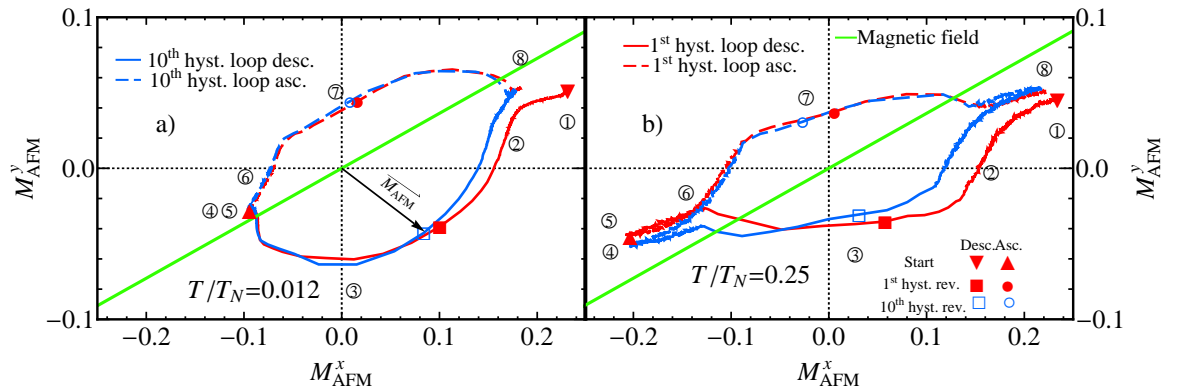 0.1
0.0
-0.1
M^y_AFM
10th hyst. loop desc.
10th hyst. loop asc.
⑧
⑦
a)
①
②
⑥
M_AFM
④⑤
③
T/T_N=0.012
-0.2 -0.1 0.0 0.1 0.2
M^x_AFM
1st hyst. loop desc.
1st hyst. loop asc.
Magnetic field
⑧
⑦
b)
①
②
⑥
⑤
④
③
T/T_N=0.25
Desc. Asc.
Start
1st hyst. rev.
10th hyst. rev.
-0.2 -0.1 0.0 0.1 0.2
M^x_AFM
0.1
0.0
-0.1
M^y_AFM